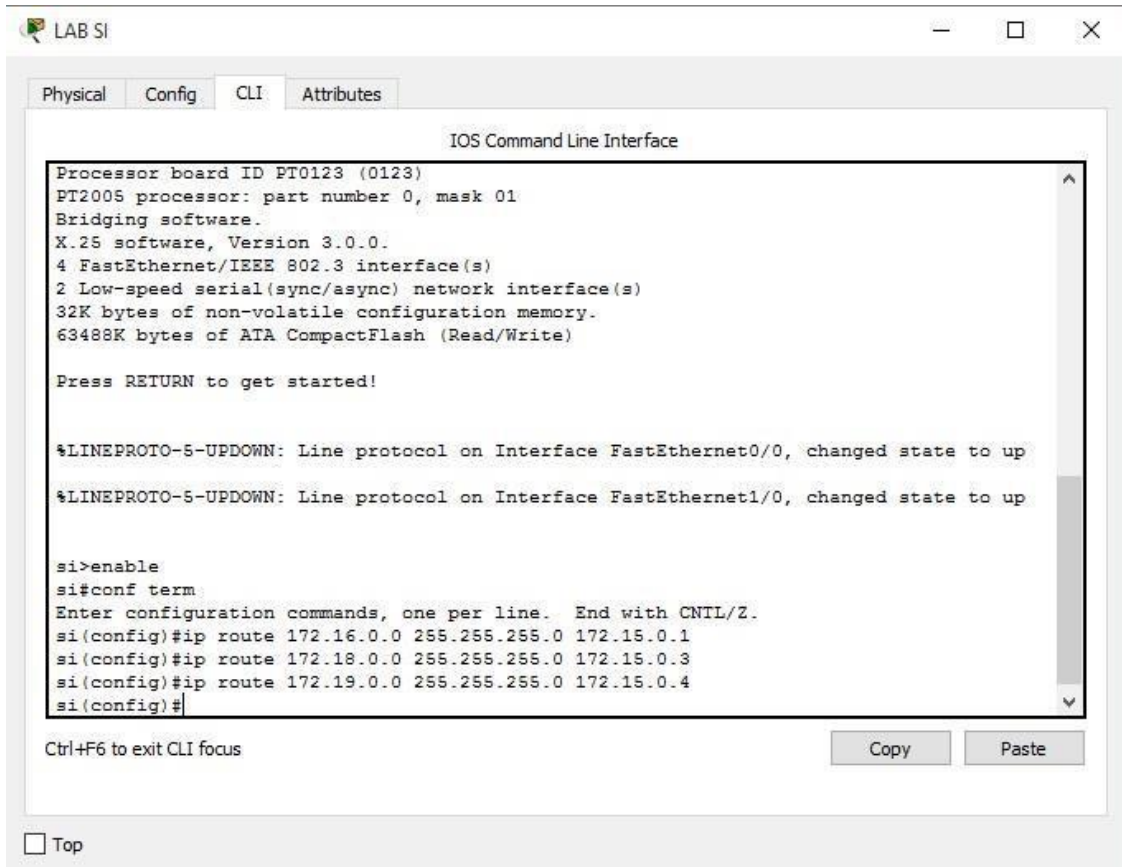 LAB SI
Physical Config CLI Attributes
IOS Command Line Interface
Processor board ID PT0123 (0123)
PT2005 processor: part number 0, mask 01
Bridging software.
X.25 software, Version 3.0.0.
4 FastEthernet/IEEE 802.3 interface(s)
2 Low-speed serial(sync/async) network interface(s)
32K bytes of non-volatile configuration memory.
63488K bytes of ATA CompactFlash (Read/Write)
Press RETURN to get started!
%LINEPROTO-5-UPDOWN: Line protocol on Interface FastEthernet0/0, changed state to up
%LINEPROTO-5-UPDOWN: Line protocol on Interface FastEthernet1/0, changed state to up
si>enable
si#conf term
Enter configuration commands, one per line.  End with CNTL/Z.
si(config)#ip route 172.16.0.0 255.255.255.0 172.15.0.1
si(config)#ip route 172.18.0.0 255.255.255.0 172.15.0.3
si(config)#ip route 172.19.0.0 255.255.255.0 172.15.0.4
si(config)#
Ctrl+F6 to exit CLI focus
Copy Paste
Top